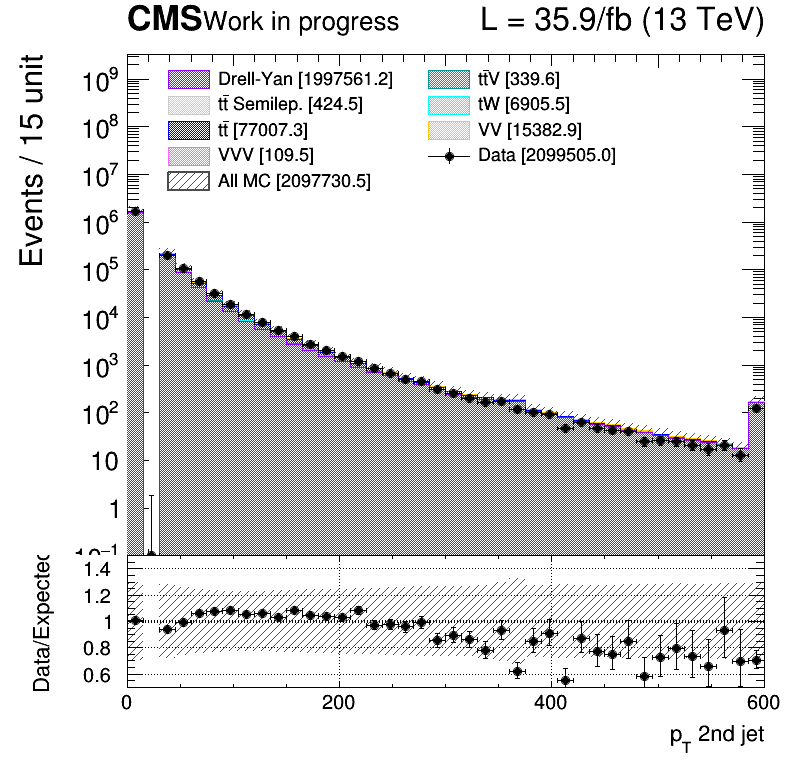 CMS Work in progress L = 35.9/fb (13 TeV)
Events / 15 unit
Drell-Yan [1997561.2]
tt̄ Semilep. [424.5]
tt̄ [77007.3]
VVV [109.5]
All MC [2097730.5]
tt̄V [339.6]
tW [6905.5]
VV [15382.9]
Data [2099505.0]
10⁹
10⁸
10⁷
10⁶
10⁵
10⁴
10³
10²
10
1
10⁻¹
Data/Expected
1.4
1.2
1
0.8
0.6
0 200 400 600
p_T 2nd jet